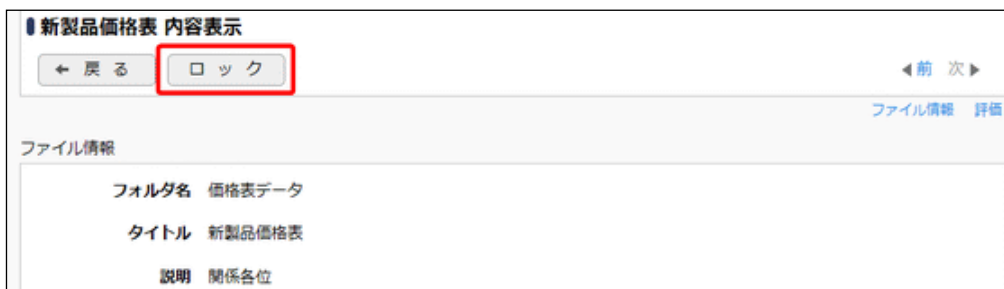 新製品価格表 内容表示
← 戻 る ロ ッ ク ◀前 次▶
ファイル情報 評価
ファイル情報
フォルダ名 価格表データ
タイトル 新製品価格表
説明 関係各位